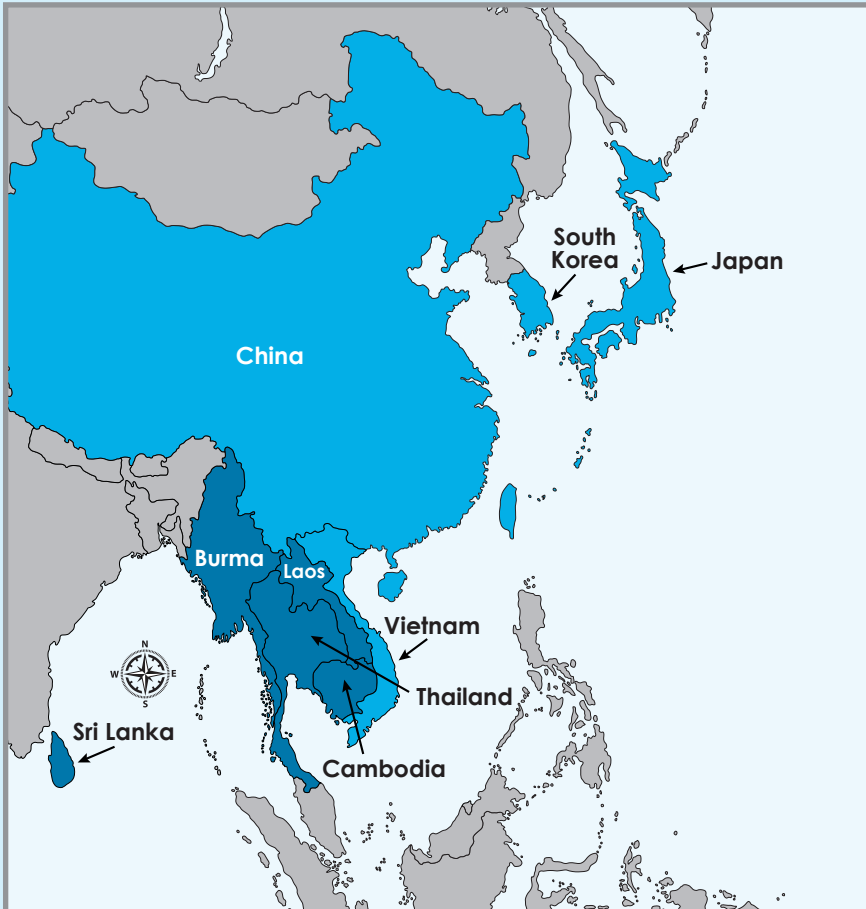 South
Korea
Japan
China
Burma
Laos
Vietnam
N
W
E
S
Thailand
Sri Lanka
Cambodia